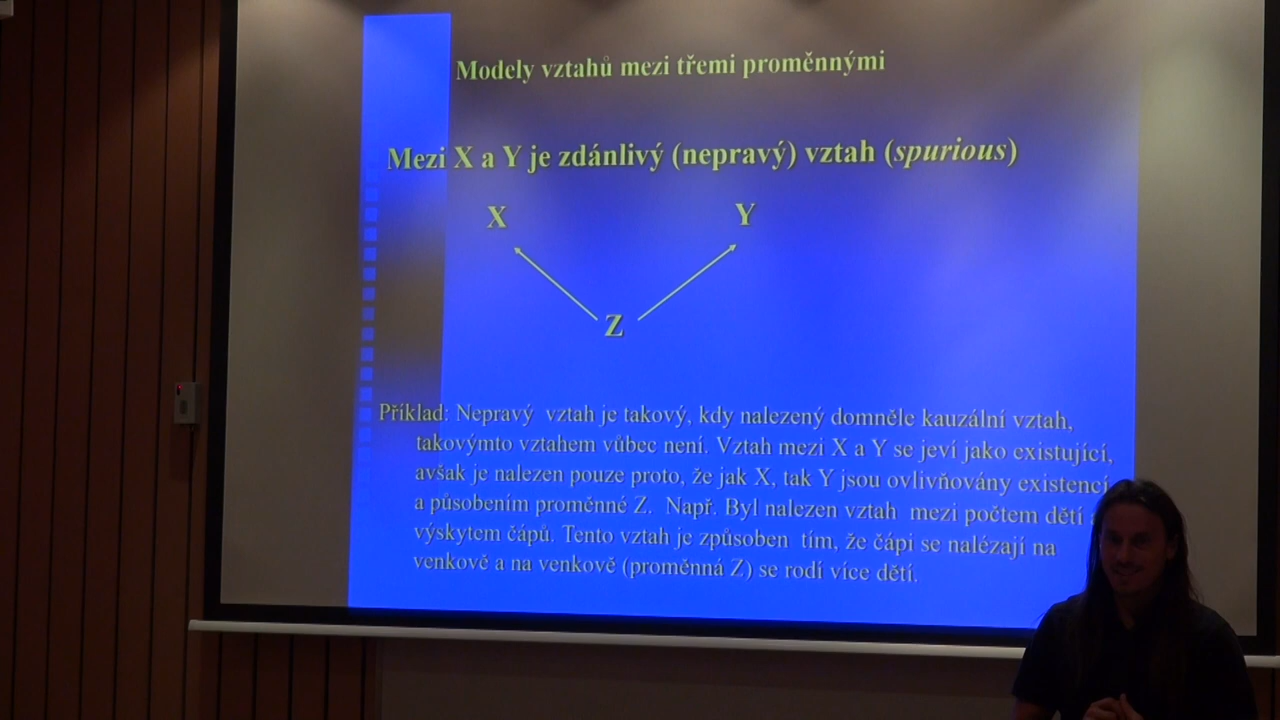 Modely vztahů mezi třemi proměnnými
Mezi X a Y je zdánlivý (nepravý) vztah (spurious)
X Y
Z
Příklad: Nepravý vztah je takový, kdy nalezený domněle kauzální vztah,
takovýmto vztahem vůbec není. Vztah mezi X a Y se jeví jako existující,
avšak je nalezen pouze proto, že jak X, tak Y jsou ovlivňovány existencí
a působením proměnné Z. Např. Byl nalezen vztah mezi počtem dětí
výskytem čápů. Tento vztah je způsoben tím, že čápi se nalézají na
venkově a na venkově (proměnná Z) se rodí více dětí.